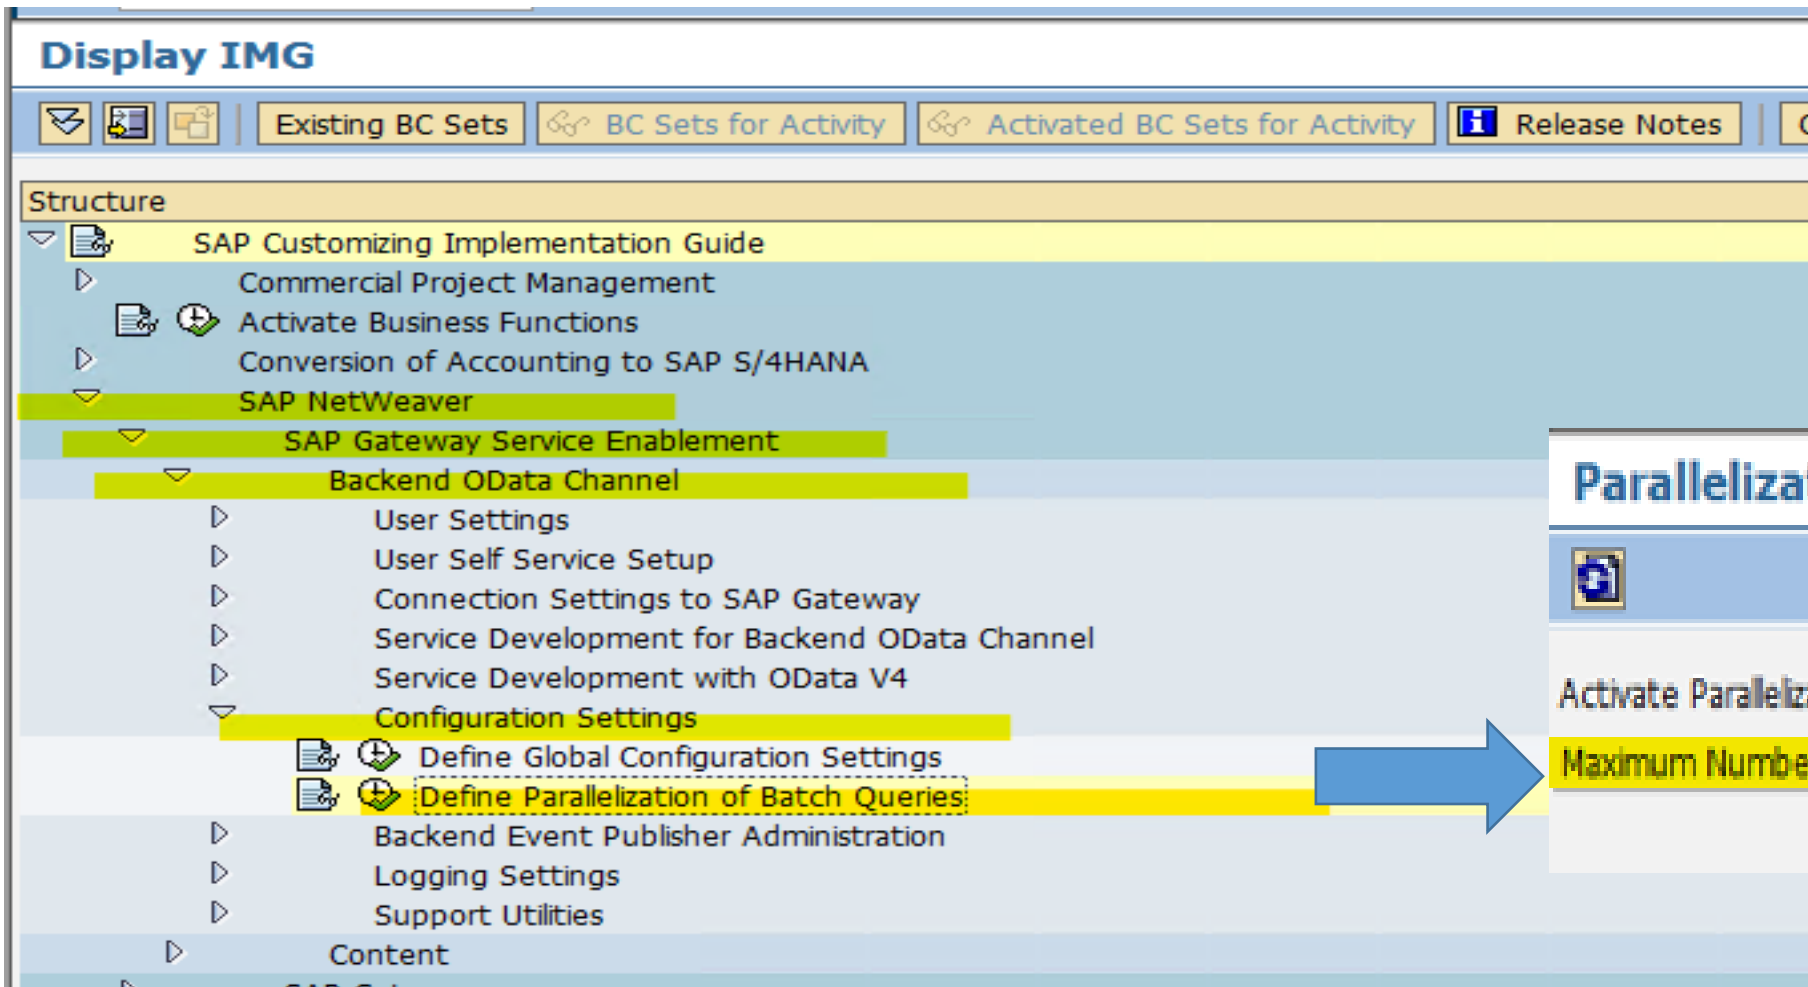 Display IMG
Existing BC Sets BC Sets for Activity Activated BC Sets for Activity Release Notes
Structure
SAP Customizing Implementation Guide
Commercial Project Management
Activate Business Functions
Conversion of Accounting to SAP S/4HANA
SAP NetWeaver
SAP Gateway Service Enablement
Backend OData Channel
User Settings
User Self Service Setup
Connection Settings to SAP Gateway
Service Development for Backend OData Channel
Service Development with OData V4
Configuration Settings
Define Global Configuration Settings
Define Parallelization of Batch Queries
Backend Event Publisher Administration
Logging Settings
Support Utilities
Content
SAP
Activate
Maximum